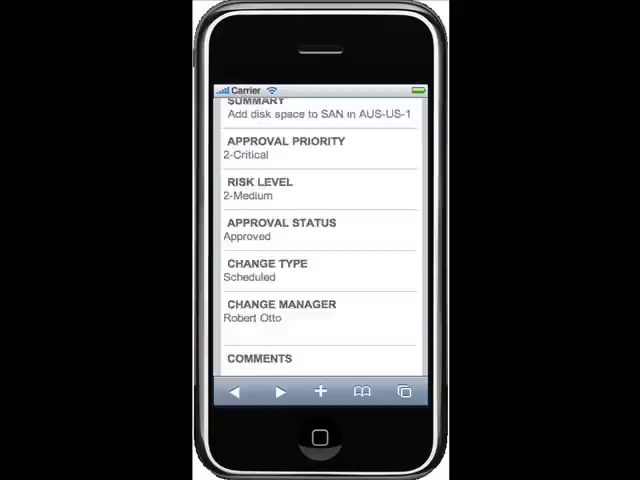 Carrier
SUMMARY
Add disk space to SAN in AUS-US-1
APPROVAL PRIORITY
2-Critical
RISK LEVEL
2-Medium
APPROVAL STATUS
Approved
CHANGE TYPE
Scheduled
CHANGE MANAGER
Robert Otto
COMMENTS